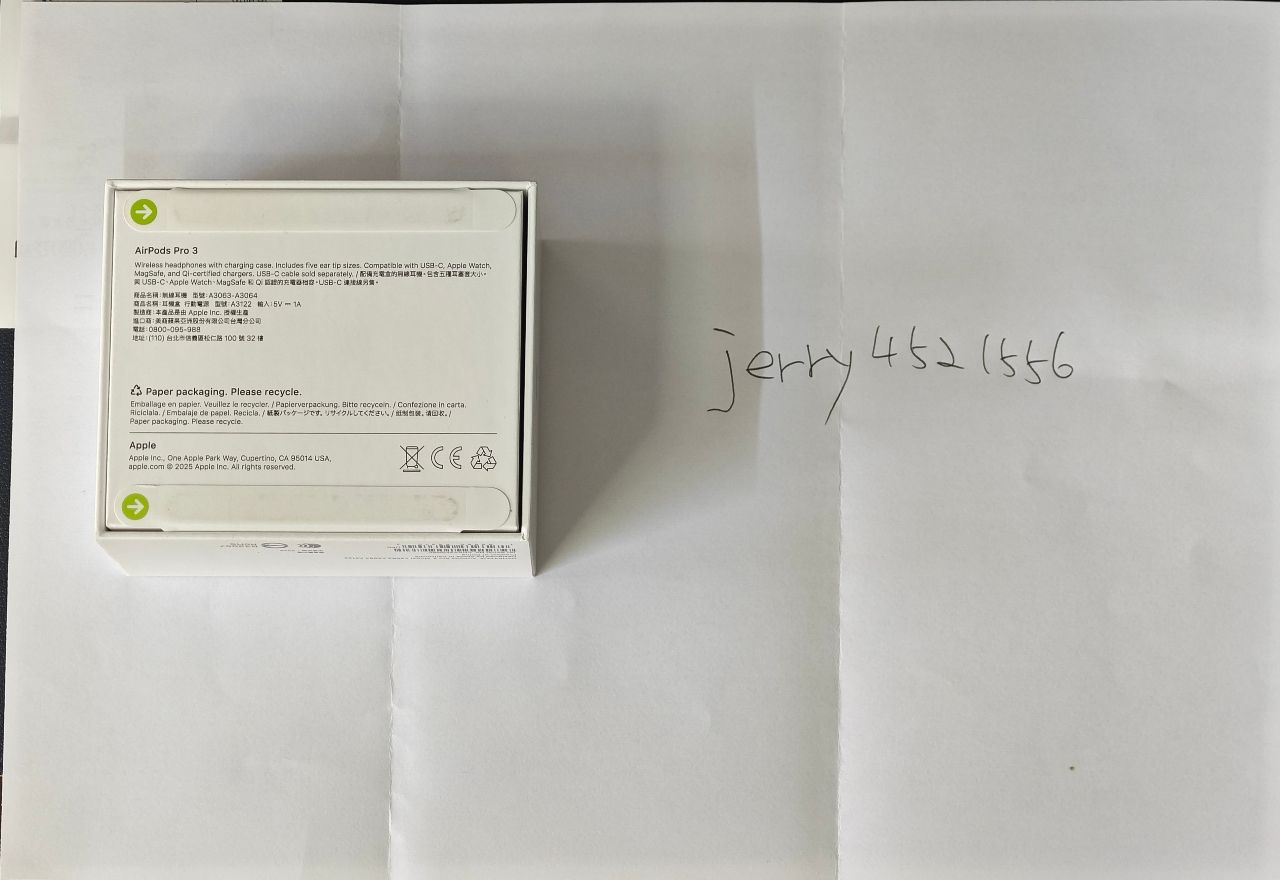 AirPods Pro 3
Wireless headphones with charging case. Includes five ear tip sizes. Compatible with USB-C, Apple Watch,
MagSafe, and Qi-certified chargers. USB-C cable sold separately. / 配備充電盒的無線耳機。包含五種耳塞套大小。
與 USB-C、Apple Watch、MagSafe 和 Qi 認證的充電器相容。USB-C 連接線另售。
商品名稱：無線耳機 型號：A3063、A3064
商品名稱：耳機盒 行動電源 型號：A3122 輸入：5V ⎓ 1A
製造商：本產品是由 Apple Inc. 授權生產
進口商：美商蘋果亞洲股份有限公司台灣分公司
電話：0800-095-988
地址：(110) 台北市信義區松仁路 100 號 32 樓
Paper packaging. Please recycle.
Emballage en papier. Veuillez le recycler. / Papierverpackung. Bitte recyceln. / Confezione in carta.
Riciclala. / Embalaje de papel. Recicla. / 紙製パッケージです。リサイクルしてください。/ 纸制包装。请回收。/
Paper packaging. Please recycle.
Apple
Apple Inc., One Apple Park Way, Cupertino, CA 95014 USA,
apple.com © 2025 Apple Inc. All rights reserved.
CE
jerry4521556